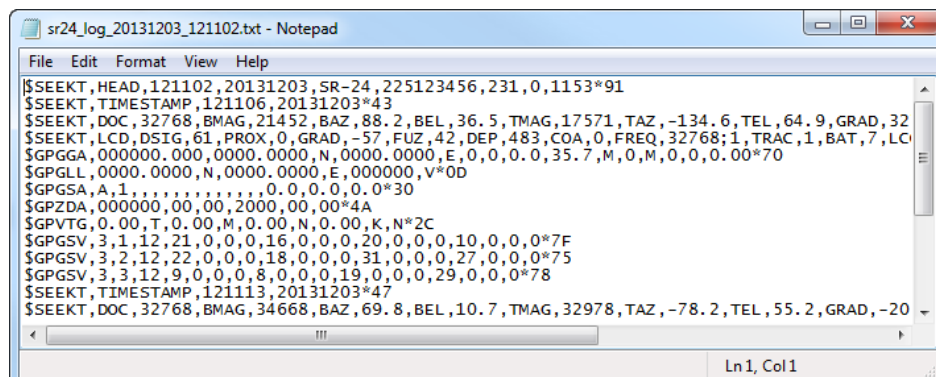 sr24_log_20131203_121102.txt - Notepad
File Edit Format View Help
$SEEKT,HEAD,121102,20131203,SR-24,225123456,231,0,1153*91
$SEEKT,TIMESTAMP,121106,20131203*43
$SEEKT,DOC,32768,BMAG,21452,BAZ,88.2,BEL,36.5,TMAG,17571,TAZ,-134.6,TEL,64.9,GRAD,32
$SEEKT,LCD,DSIG,61,PROX,0,GRAD,-57,FUZ,42,DEP,483,COA,0,FREQ,32768;1,TRAC,1,BAT,7,LC
$GPGGA,000000.000,0000.0000,N,0000.0000,E,0,0,0.0,35.7,M,0,M,0,0,0.00*70
$GPGLL,0000.0000,N,0000.0000,E,000000,V*0D
$GPGSA,A,1,,,,,,,,,,,,,0.0,0.0,0.0*30
$GPZDA,000000,00,00,2000,00,00*4A
$GPVTG,0.00,T,0.00,M,0.00,N,0.00,K,N*2C
$GPGSV,3,1,12,21,0,0,0,16,0,0,0,20,0,0,0,10,0,0,0*7F
$GPGSV,3,2,12,22,0,0,0,18,0,0,0,31,0,0,0,27,0,0,0*75
$GPGSV,3,3,12,9,0,0,0,8,0,0,0,19,0,0,0,29,0,0,0*78
$SEEKT,TIMESTAMP,121113,20131203*47
$SEEKT,DOC,32768,BMAG,34668,BAZ,69.8,BEL,10.7,TMAG,32978,TAZ,-78.2,TEL,55.2,GRAD,-20
Ln 1, Col 1